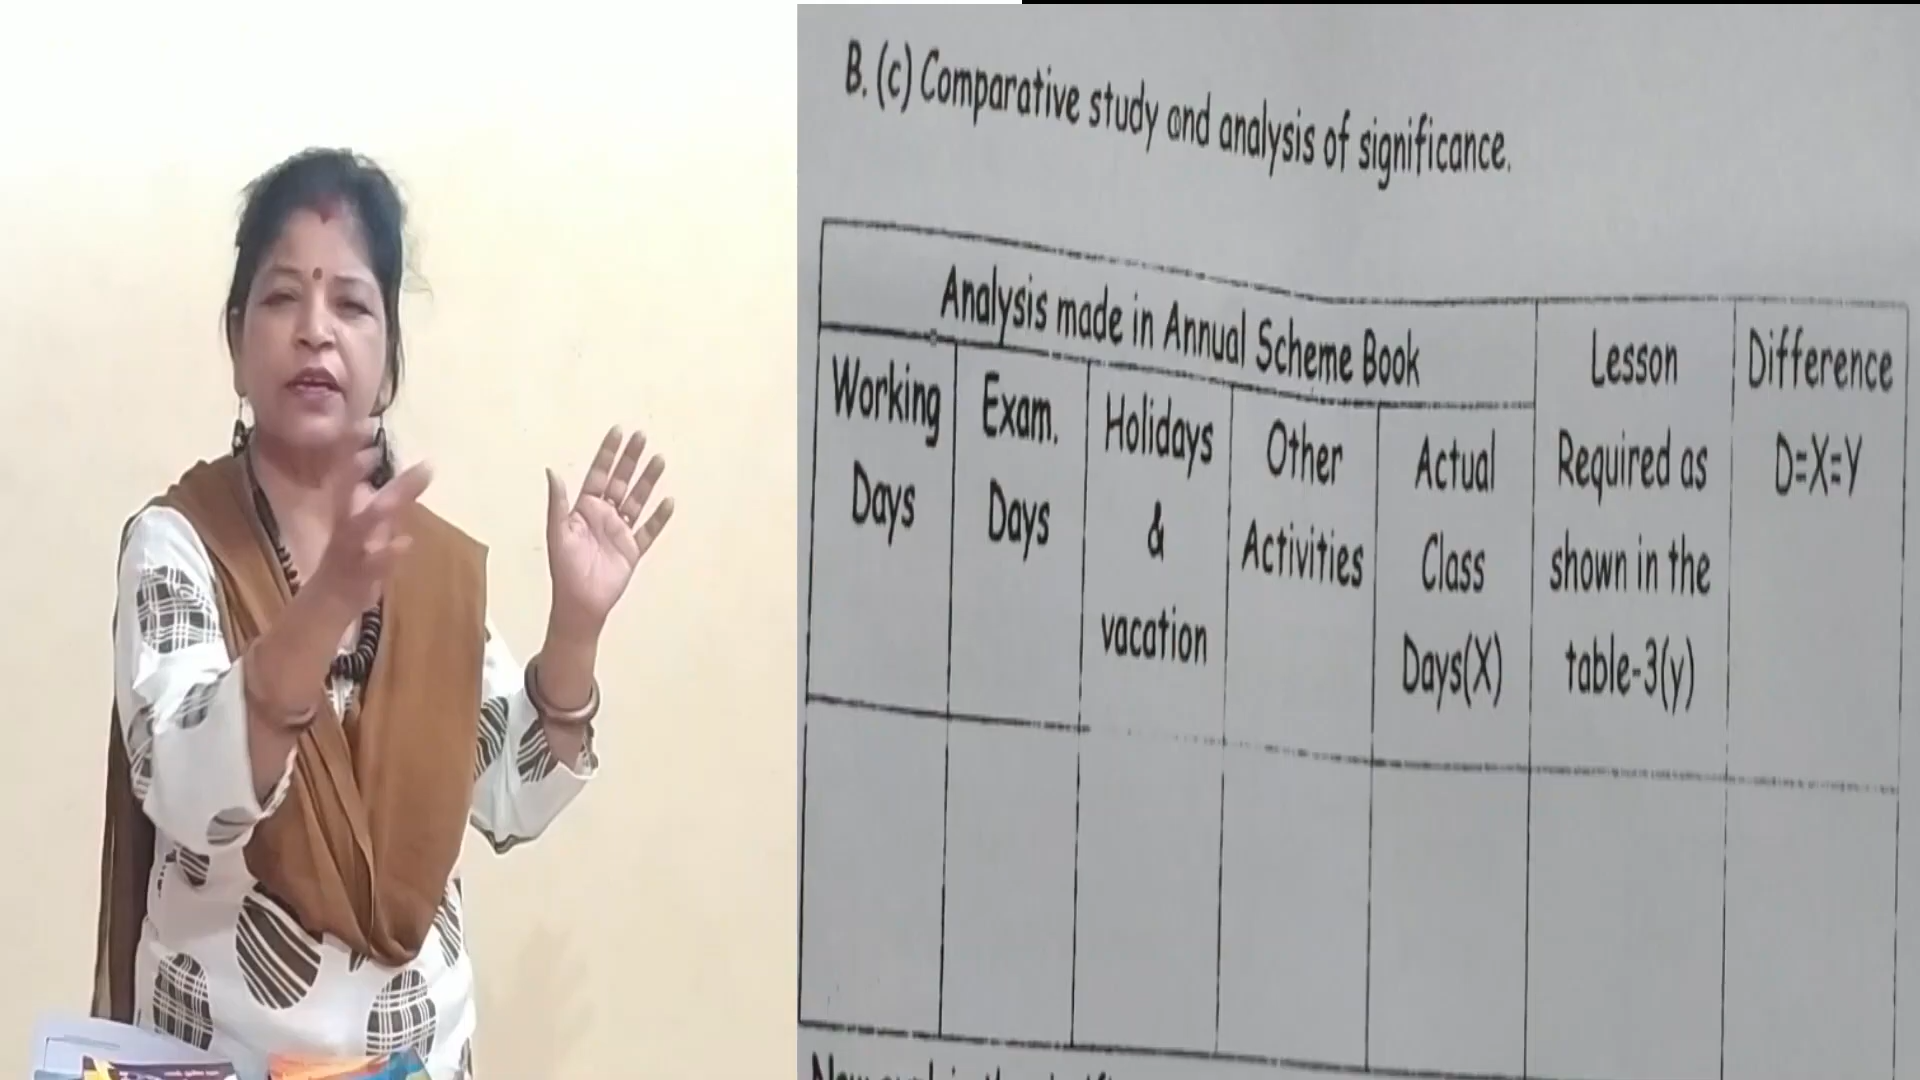 B. (c) Comparative study and analysis of significance.
Analysis made in Annual Scheme Book
Working
Days
Exam.
Days
Holidays
&
vacation
Other
Activities
Actual
Class
Days(X)
Lesson
Required as
shown in the
table-3(y)
Difference
D=X=Y